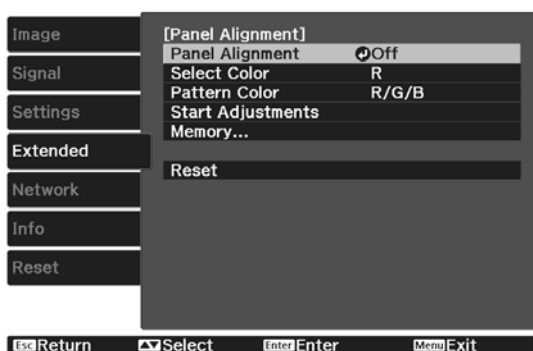 Image
Signal
Settings
Extended
Network
Info
Reset
[Panel Alignment]
Panel Alignment Off
Select Color R
Pattern Color R/G/B
Start Adjustments
Memory...
Reset
Esc Return Select Enter Enter Menu Exit